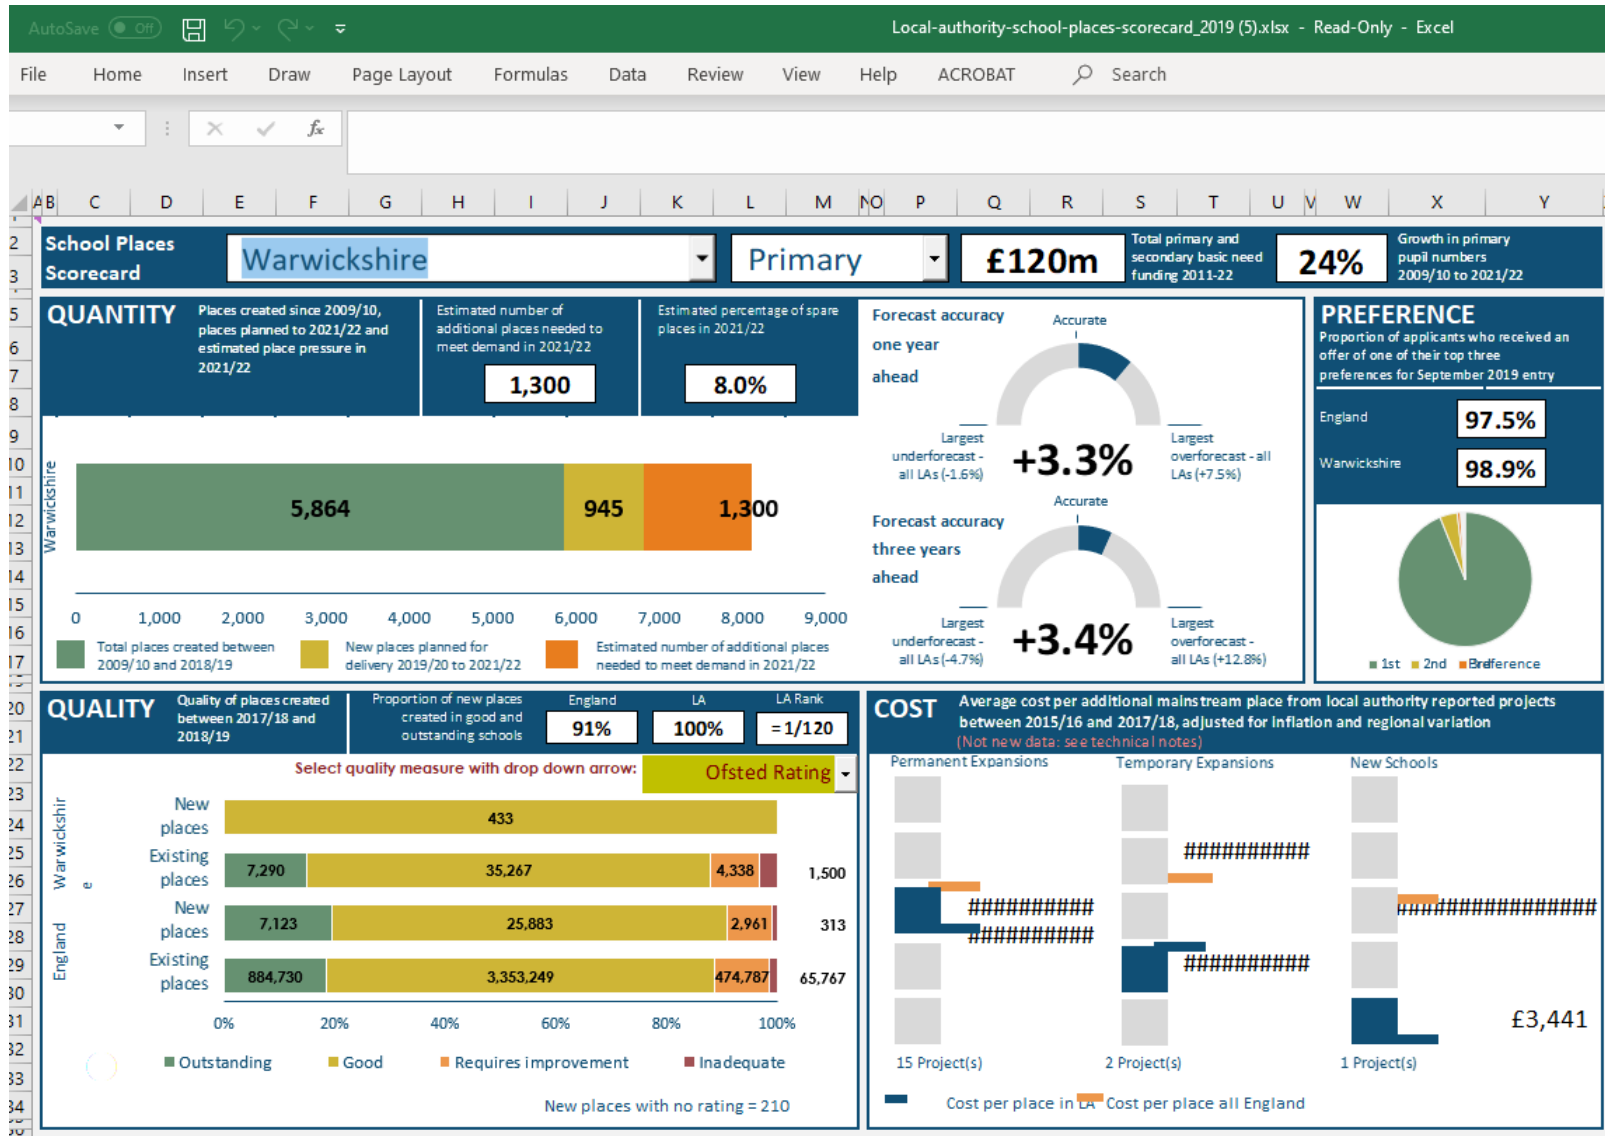 AutoSave Off
Local-authority-school-places-scorecard_2019 (5).xlsx - Read-Only - Excel
File Home Insert Draw Page Layout Formulas Data Review View Help ACROBAT Search
fx
A B C D E F G H I J K L M N O P Q R S T U V W X Y
School Places
Scorecard
Warwickshire
Primary
£120m
Total primary and
secondary basic need
funding 2011-22
24%
Growth in primary
pupil numbers
2009/10 to 2021/22
QUANTITY
Places created since 2009/10,
places planned to 2021/22 and
estimated place pressure in
2021/22
Estimated number of
additional places needed to
meet demand in 2021/22
1,300
Estimated percentage of spare
places in 2021/22
8.0%
Warwickshire
5,864 945 1,300
0 1,000 2,000 3,000 4,000 5,000 6,000 7,000 8,000 9,000
Total places created between
2009/10 and 2018/19
New places planned for
delivery 2019/20 to 2021/22
Estimated number of additional places
needed to meet demand in 2021/22
Forecast accuracy
one year
ahead
Accurate
Largest
underforecast -
all LAs (-1.6%)
+3.3%
Largest
overforecast - all
LAs (+7.5%)
Forecast accuracy
three years
ahead
Accurate
Largest
underforecast -
all LAs (-4.7%)
+3.4%
Largest
overforecast -
all LAs (+12.8%)
PREFERENCE
Proportion of applicants who received an
offer of one of their top three
preferences for September 2019 entry
England 97.5%
Warwickshire 98.9%
1st 2nd
QUALITY
Quality of places created
between 2017/18 and
2018/19
Proportion of new places
created in good and
outstanding schools
England
91%
LA
100%
LA Rank
=1/120
Select quality measure with drop down arrow: Ofsted Rating
Warwickshir
e
New
places
433
Existing
places
7,290 35,267 4,338 1,500
England
New
places
7,123 25,883 2,961 313
Existing
places
884,730 3,353,249 474,787 65,767
0% 20% 40% 60% 80% 100%
Outstanding Good Requires improvement Inadequate
New places with no rating = 210
COST
Average cost per additional mainstream place from local authority reported projects
between 2015/16 and 2017/18, adjusted for inflation and regional variation
(Not new data: see technical notes)
Permanent Expansions
##########
##########
15 Project(s)
Temporary Expansions
##########
##########
2 Project(s)
New Schools
£3,441
1 Project(s)
Cost per place in LA Cost per place all England